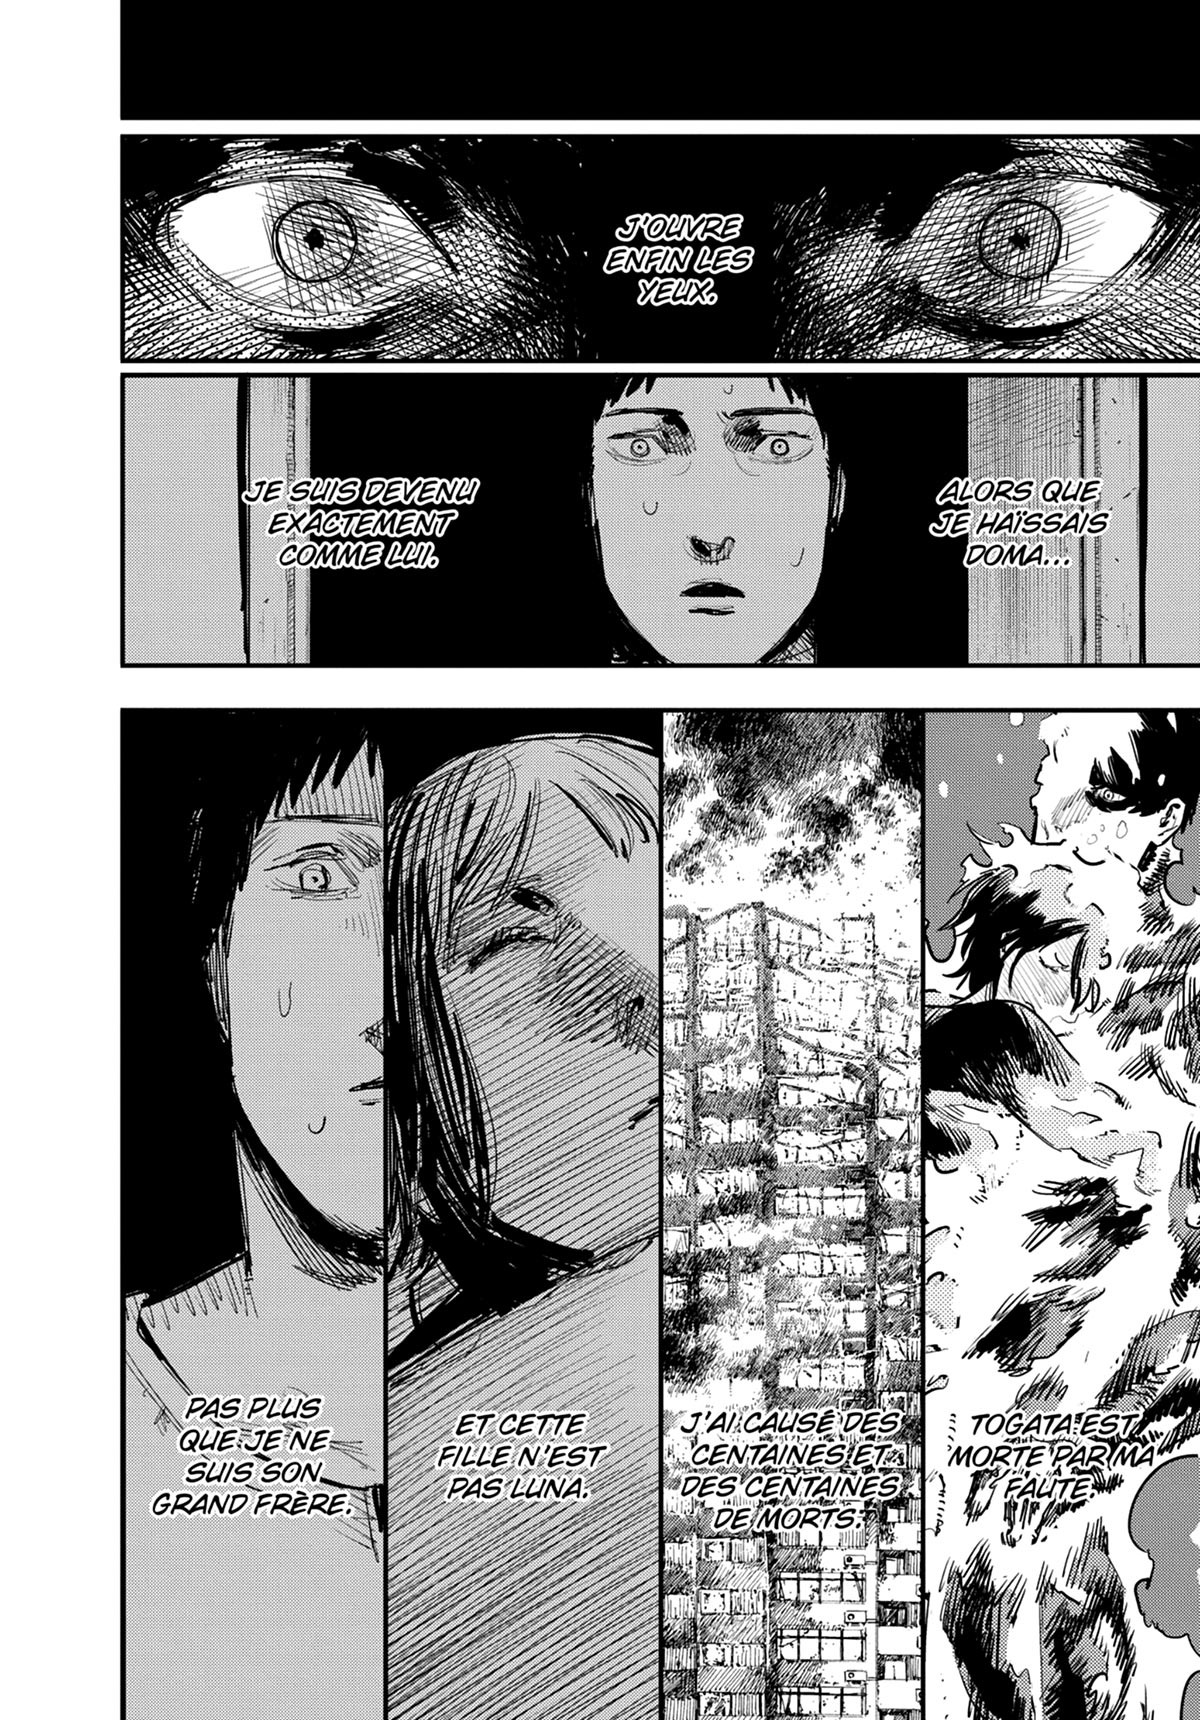 J'OUVRE
ENFIN LES
YEUX.
ALORS QUE
JE HAÏSSAIS
DOMA...
JE SUIS DEVENU
EXACTEMENT
COMME LUI.
TOGATA EST
MORTE PAR MA
FAUTE.
J'AI CAUSÉ DES
CENTAINES ET
DES CENTAINES
DE MORTS.
ET CETTE
FILLE N'EST
PAS LUNA.
PAS PLUS
QUE JE NE
SUIS SON
GRAND FRÈRE.